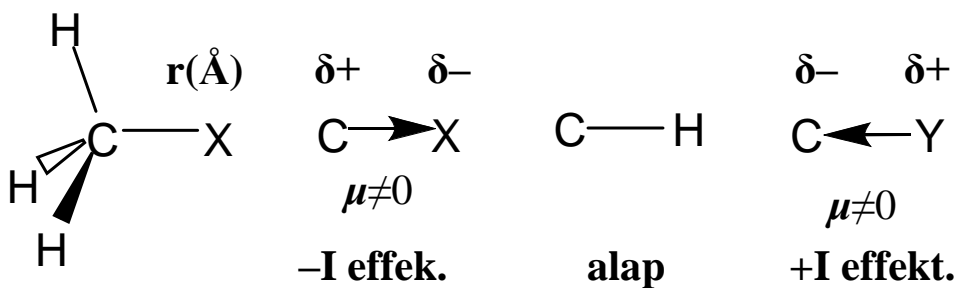 H
r(Å) δ+ δ– δ– δ+
C X C X C H C Y
H
μ≠0 μ≠0
H
–I effek. alap +I effekt.